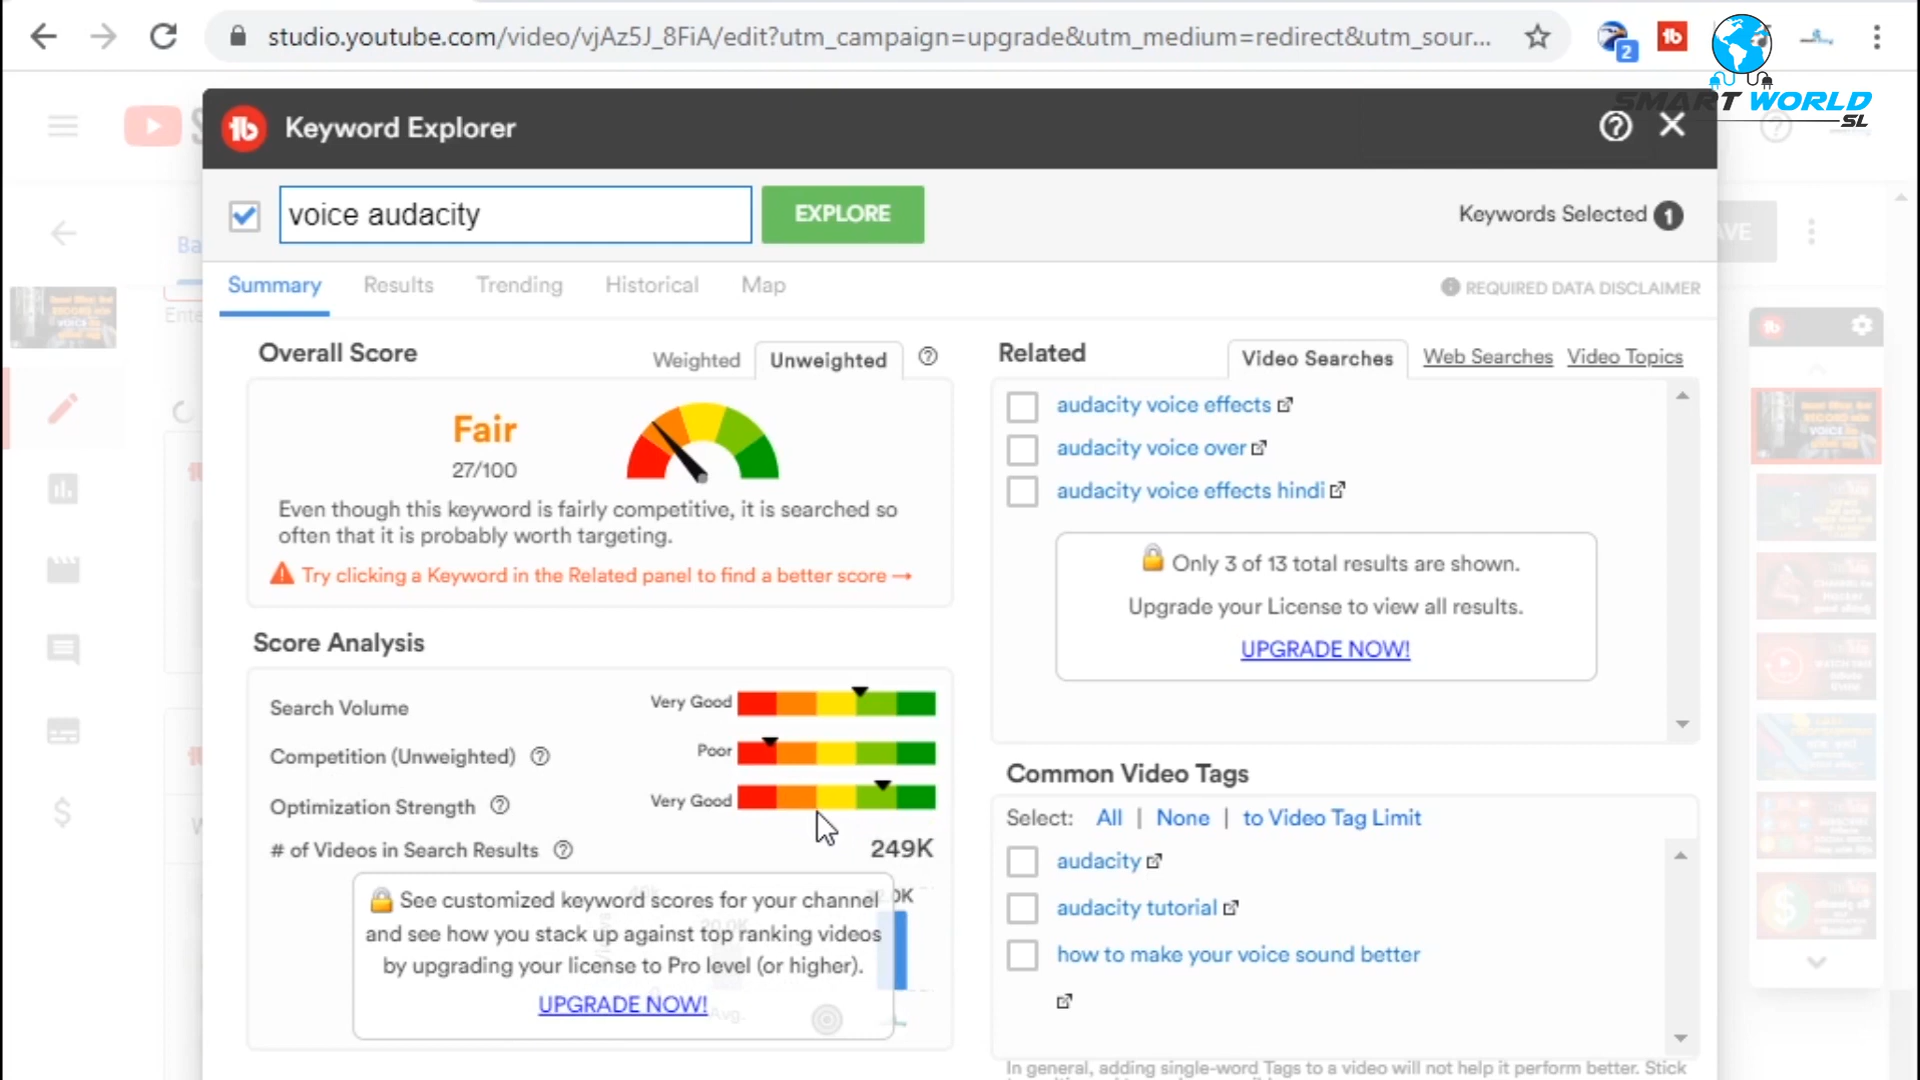 studio.youtube.com/video/vjAz5J_8FiA/edit?utm_campaign=upgrade&utm_medium=redirect&utm_sour...
2
SMART WORLD
SL
Keyword Explorer
voice audacity
EXPLORE
Keywords Selected 1
Summary
Results
Trending
Historical
Map
REQUIRED DATA DISCLAIMER
Overall Score
Weighted
Unweighted
Fair
27/100
Even though this keyword is fairly competitive, it is searched so
often that it is probably worth targeting.
Try clicking a Keyword in the Related panel to find a better score →
Score Analysis
Search Volume
Very Good
Competition (Unweighted)
Poor
Optimization Strength
Very Good
# of Videos in Search Results
249K
See customized keyword scores for your channel
and see how you stack up against top ranking videos
by upgrading your license to Pro level (or higher).
UPGRADE NOW!
Avg.
Related
Video Searches
Web Searches
Video Topics
audacity voice effects
audacity voice over
audacity voice effects hindi
Only 3 of 13 total results are shown.
Upgrade your License to view all results.
UPGRADE NOW!
Common Video Tags
Select: All | None | to Video Tag Limit
audacity
audacity tutorial
how to make your voice sound better
In general, adding single-word Tags to a video will not help it perform better. Stick